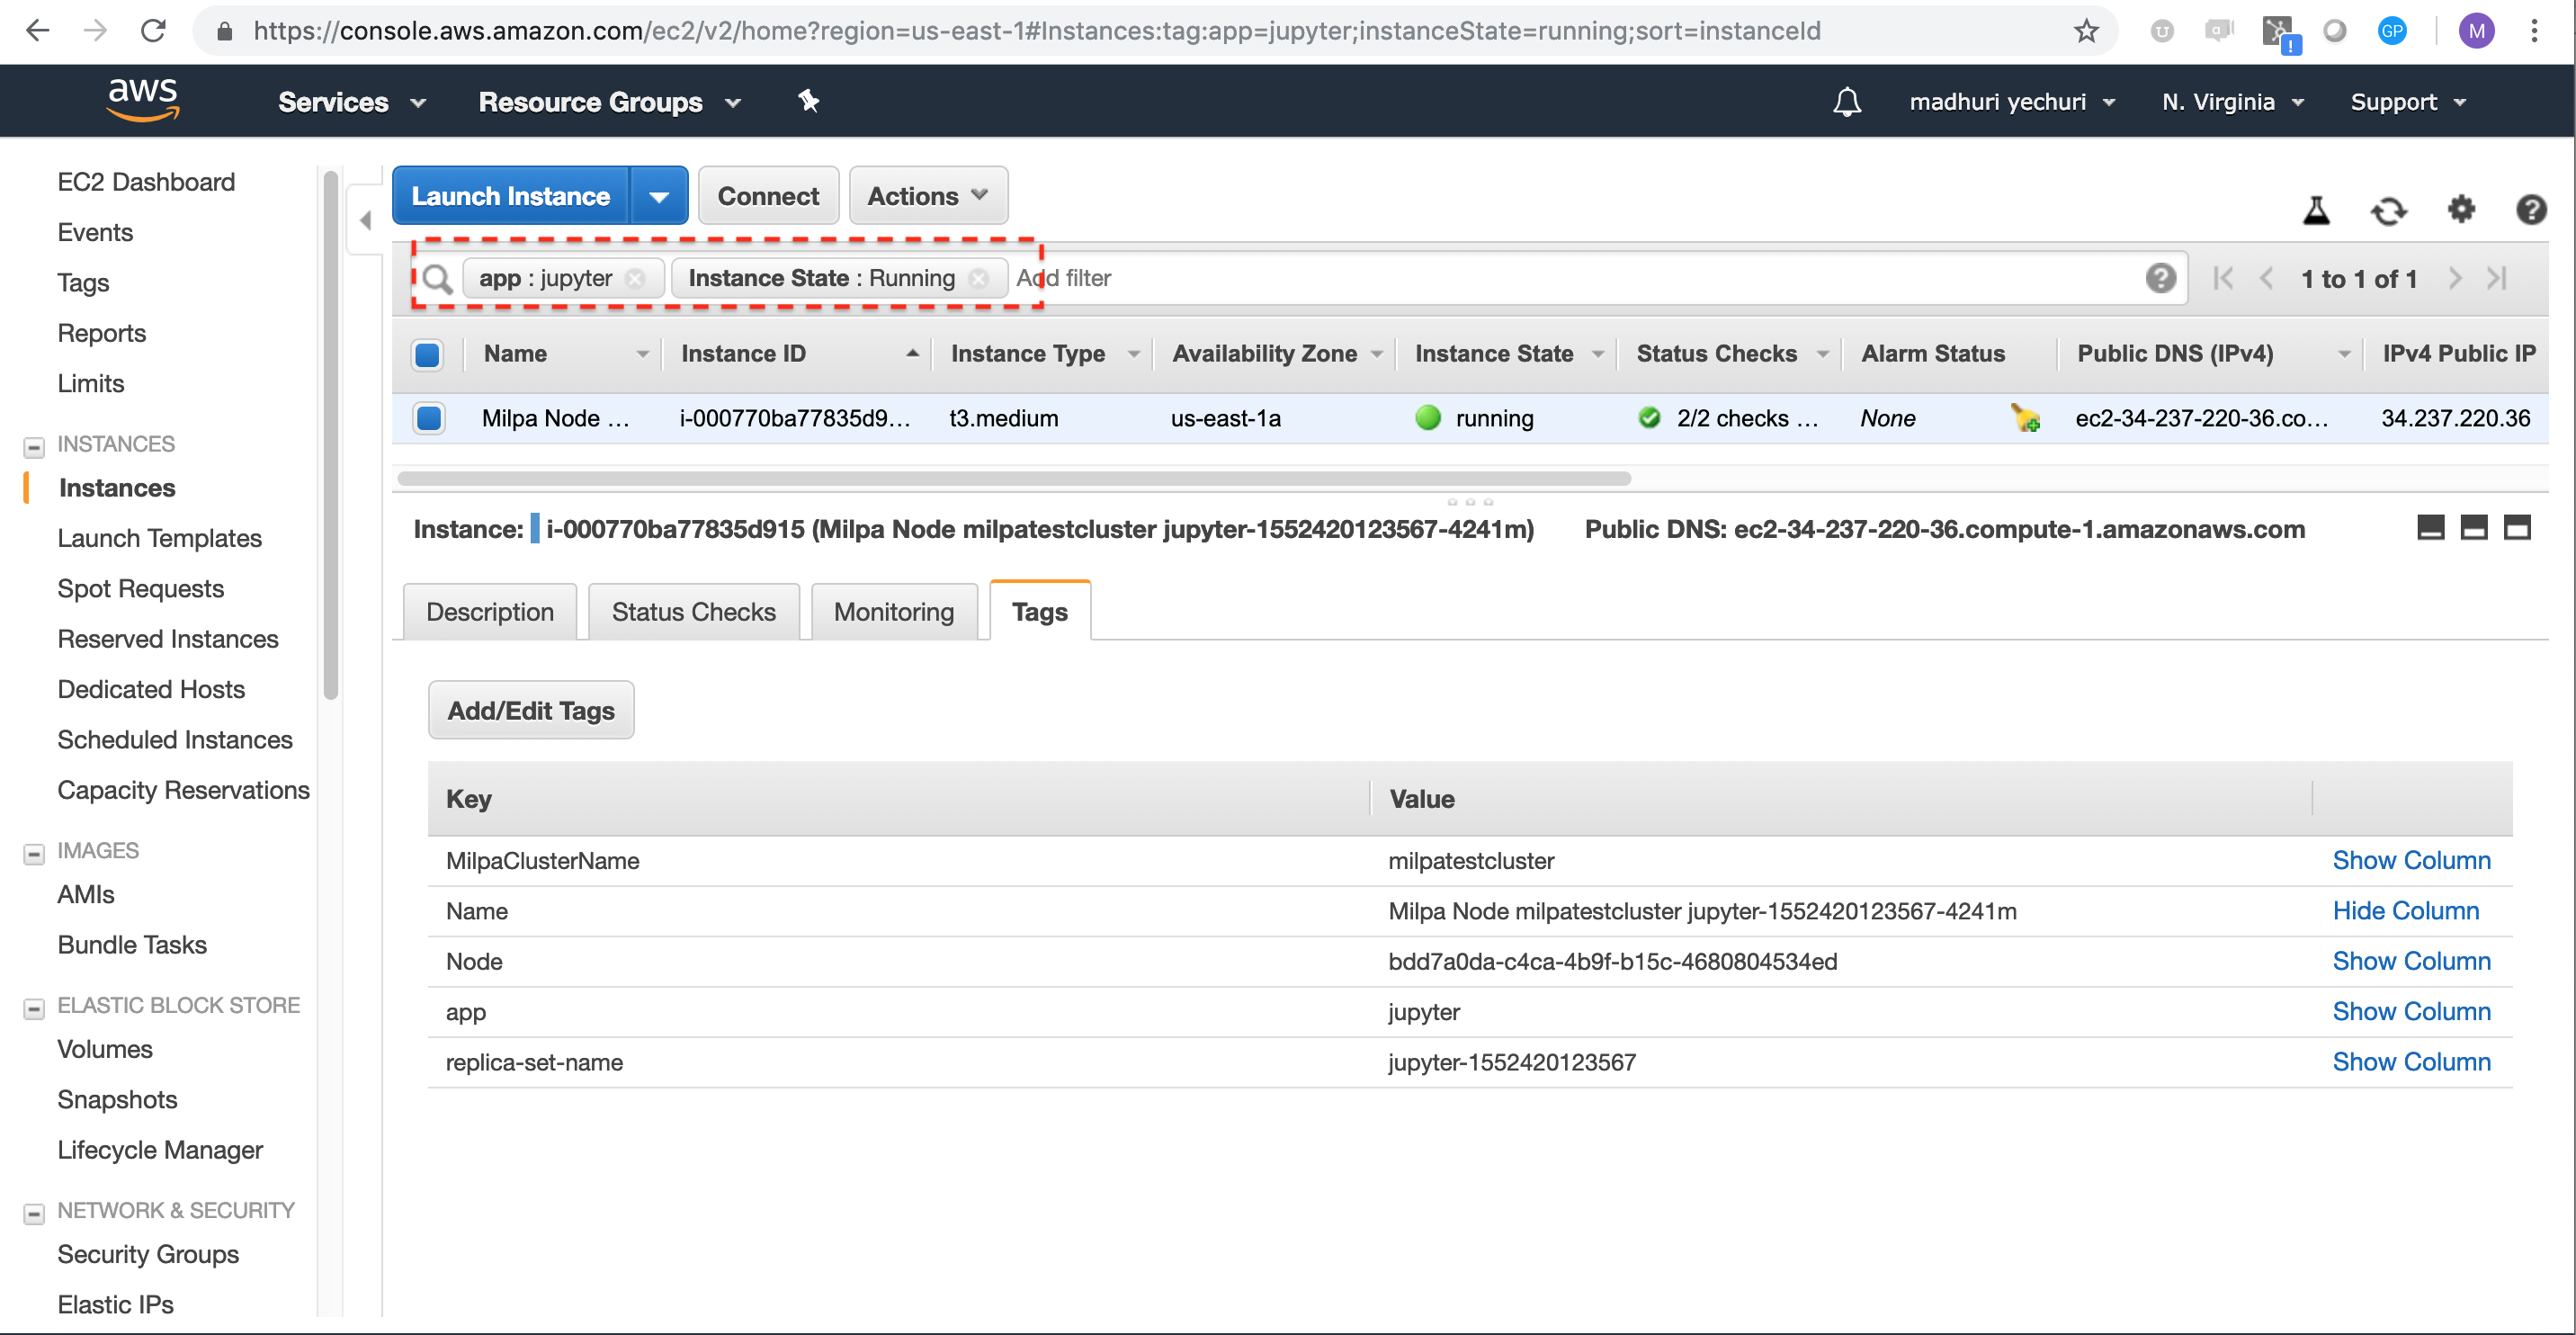 https://console.aws.amazon.com/ec2/v2/home?region=us-east-1#Instances:tag:app=jupyter;instanceState=running;sort=instanceId
GP
M
!
aws
Services
Resource Groups
madhuri yechuri
N. Virginia
Support
EC2 Dashboard
Events
Tags
Reports
Limits
INSTANCES
Instances
Launch Templates
Spot Requests
Reserved Instances
Dedicated Hosts
Scheduled Instances
Capacity Reservations
IMAGES
AMIs
Bundle Tasks
ELASTIC BLOCK STORE
Volumes
Snapshots
Lifecycle Manager
NETWORK & SECURITY
Security Groups
Elastic IPs
Launch Instance
Connect
Actions
app : jupyter
Instance State : Running
Add filter
1 to 1 of 1
Name Instance ID Instance Type Availability Zone Instance State Status Checks Alarm Status Public DNS (IPv4) IPv4 Public IP
Milpa Node ... i-000770ba77835d9... t3.medium us-east-1a running 2/2 checks ... None ec2-34-237-220-36.co... 34.237.220.36
Instance: i-000770ba77835d915 (Milpa Node milpatestcluster jupyter-1552420123567-4241m) Public DNS: ec2-34-237-220-36.compute-1.amazonaws.com
Description Status Checks Monitoring Tags
Add/Edit Tags
Key Value
MilpaClusterName milpatestcluster Show Column
Name Milpa Node milpatestcluster jupyter-1552420123567-4241m Hide Column
Node bdd7a0da-c4ca-4b9f-b15c-4680804534ed Show Column
app jupyter Show Column
replica-set-name jupyter-1552420123567 Show Column